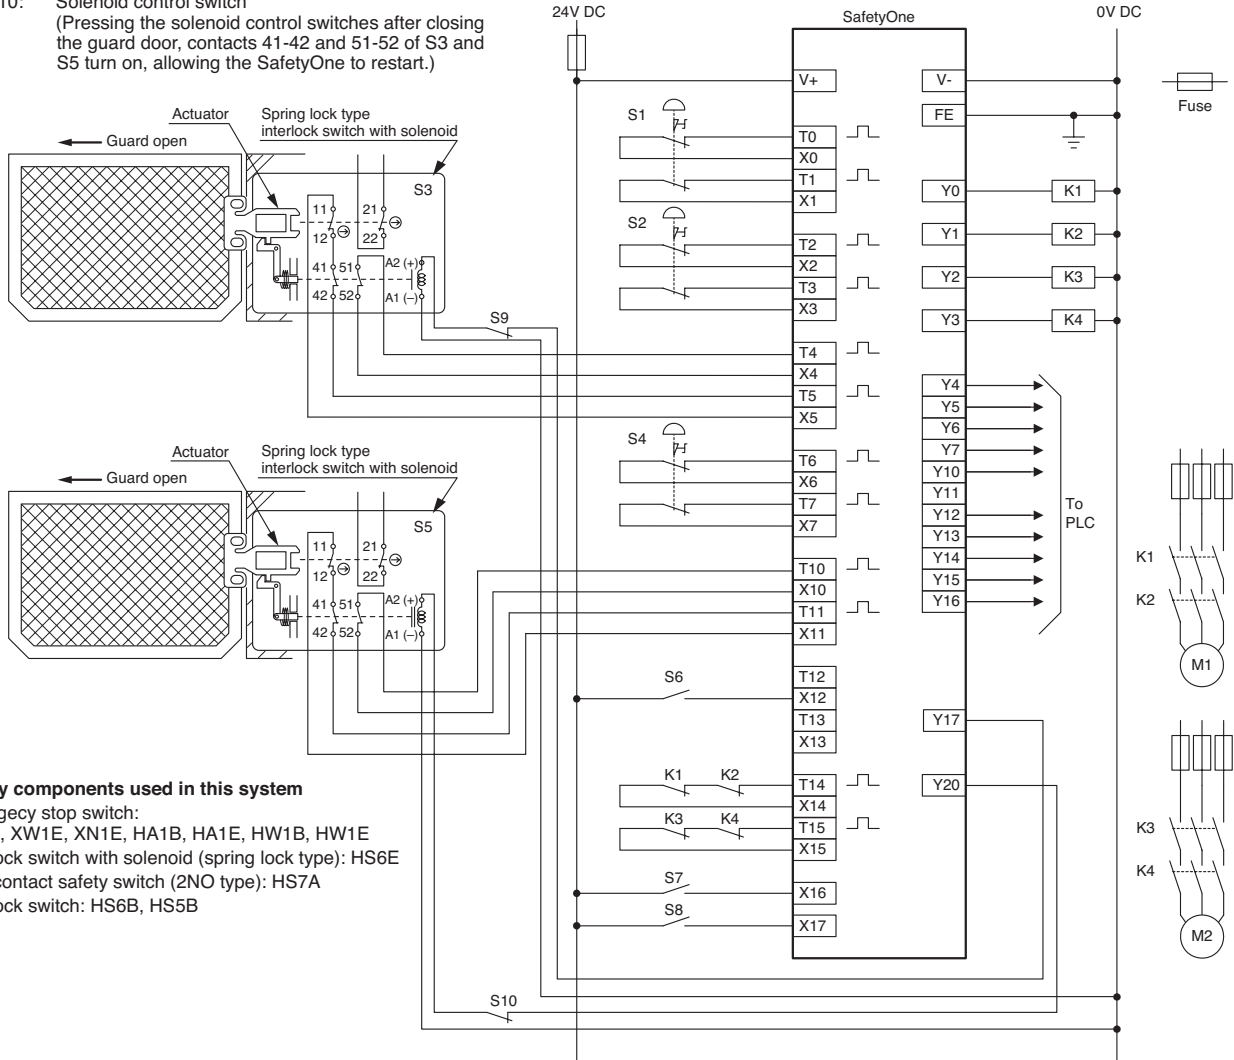 10: Solenoid control switch
(Pressing the solenoid control switches after closing
the guard door, contacts 41-42 and 51-52 of S3 and
S5 turn on, allowing the SafetyOne to restart.)
24V DC
SafetyOne
0V DC
Fuse
V+
V-
FE
S1
T0
X0
T1
X1
Y0
K1
S2
T2
X2
T3
X3
Y1
K2
Y2
K3
Y3
K4
Actuator
Spring lock type
interlock switch with solenoid
Guard open
S3
11
21
12
22
41 51
A2 (+)
42 52
A1 (–)
S9
T4
X4
T5
X5
Y4
Y5
Y6
Y7
Y10
Y11
Y12
Y13
Y14
Y15
Y16
To
PLC
S4
T6
X6
T7
X7
Actuator
Spring lock type
interlock switch with solenoid
Guard open
S5
11
21
12
22
41 51
A2 (+)
42 52
A1 (–)
T10
X10
T11
X11
S6
T12
X12
T13
X13
Y17
K1
K2
T14
X14
Y20
K3
K4
T15
X15
S7
X16
S8
X17
S10
K1
K2
M1
K3
K4
M2
y components used in this system
gecy stop switch:
, XW1E, XN1E, HA1B, HA1E, HW1B, HW1E
ock switch with solenoid (spring lock type): HS6E
contact safety switch (2NO type): HS7A
ock switch: HS6B, HS5B